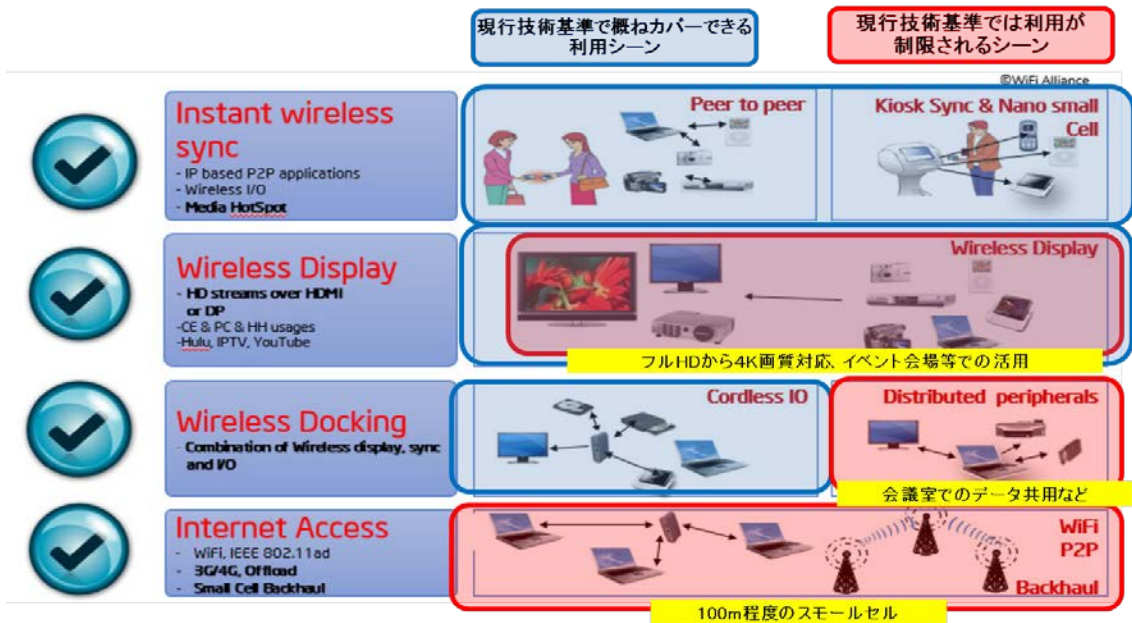 現行技術基準で概ねカバーできる
利用シーン
現行技術基準では利用が
制限されるシーン
©WiFi Alliance
Instant wireless
sync
- IP based P2P applications
- Wireless I/O
- Media HotSpot
Peer to peer
Kiosk Sync & Nano small
Cell
Wireless Display
- HD streams over HDMI
or DP
-CE & PC & HH usages
-Hulu, IPTV, YouTube
Wireless Display
フルHDから4K画質対応、イベント会場等での活用
Wireless Docking
- Combination of Wireless display, sync
and I/O
Cordless IO
Distributed peripherals
会議室でのデータ共用など
Internet Access
- WiFi, IEEE 802.11ad
- 3G/4G, Offload
- Small Cell Backhaul
WiFi
P2P
Backhaul
100m程度のスモールセル